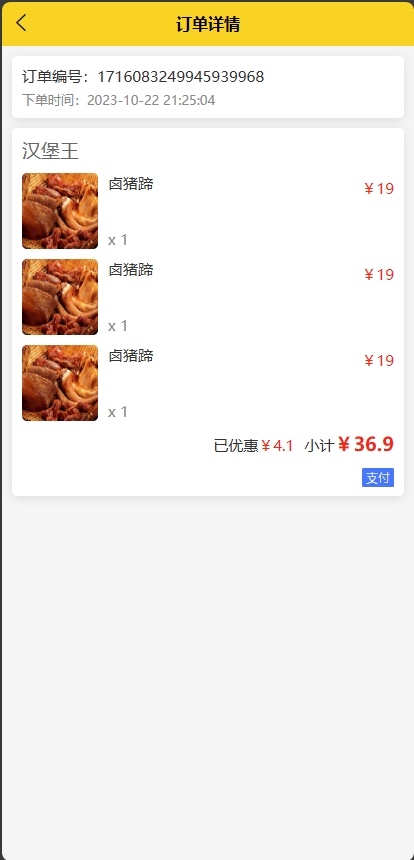 订单详情
订单编号：1716083249945939968
下单时间：2023-10-22 21:25:04
汉堡王
卤猪蹄
￥19
x 1
卤猪蹄
￥19
x 1
卤猪蹄
￥19
x 1
已优惠￥4.1 小计￥36.9
支付